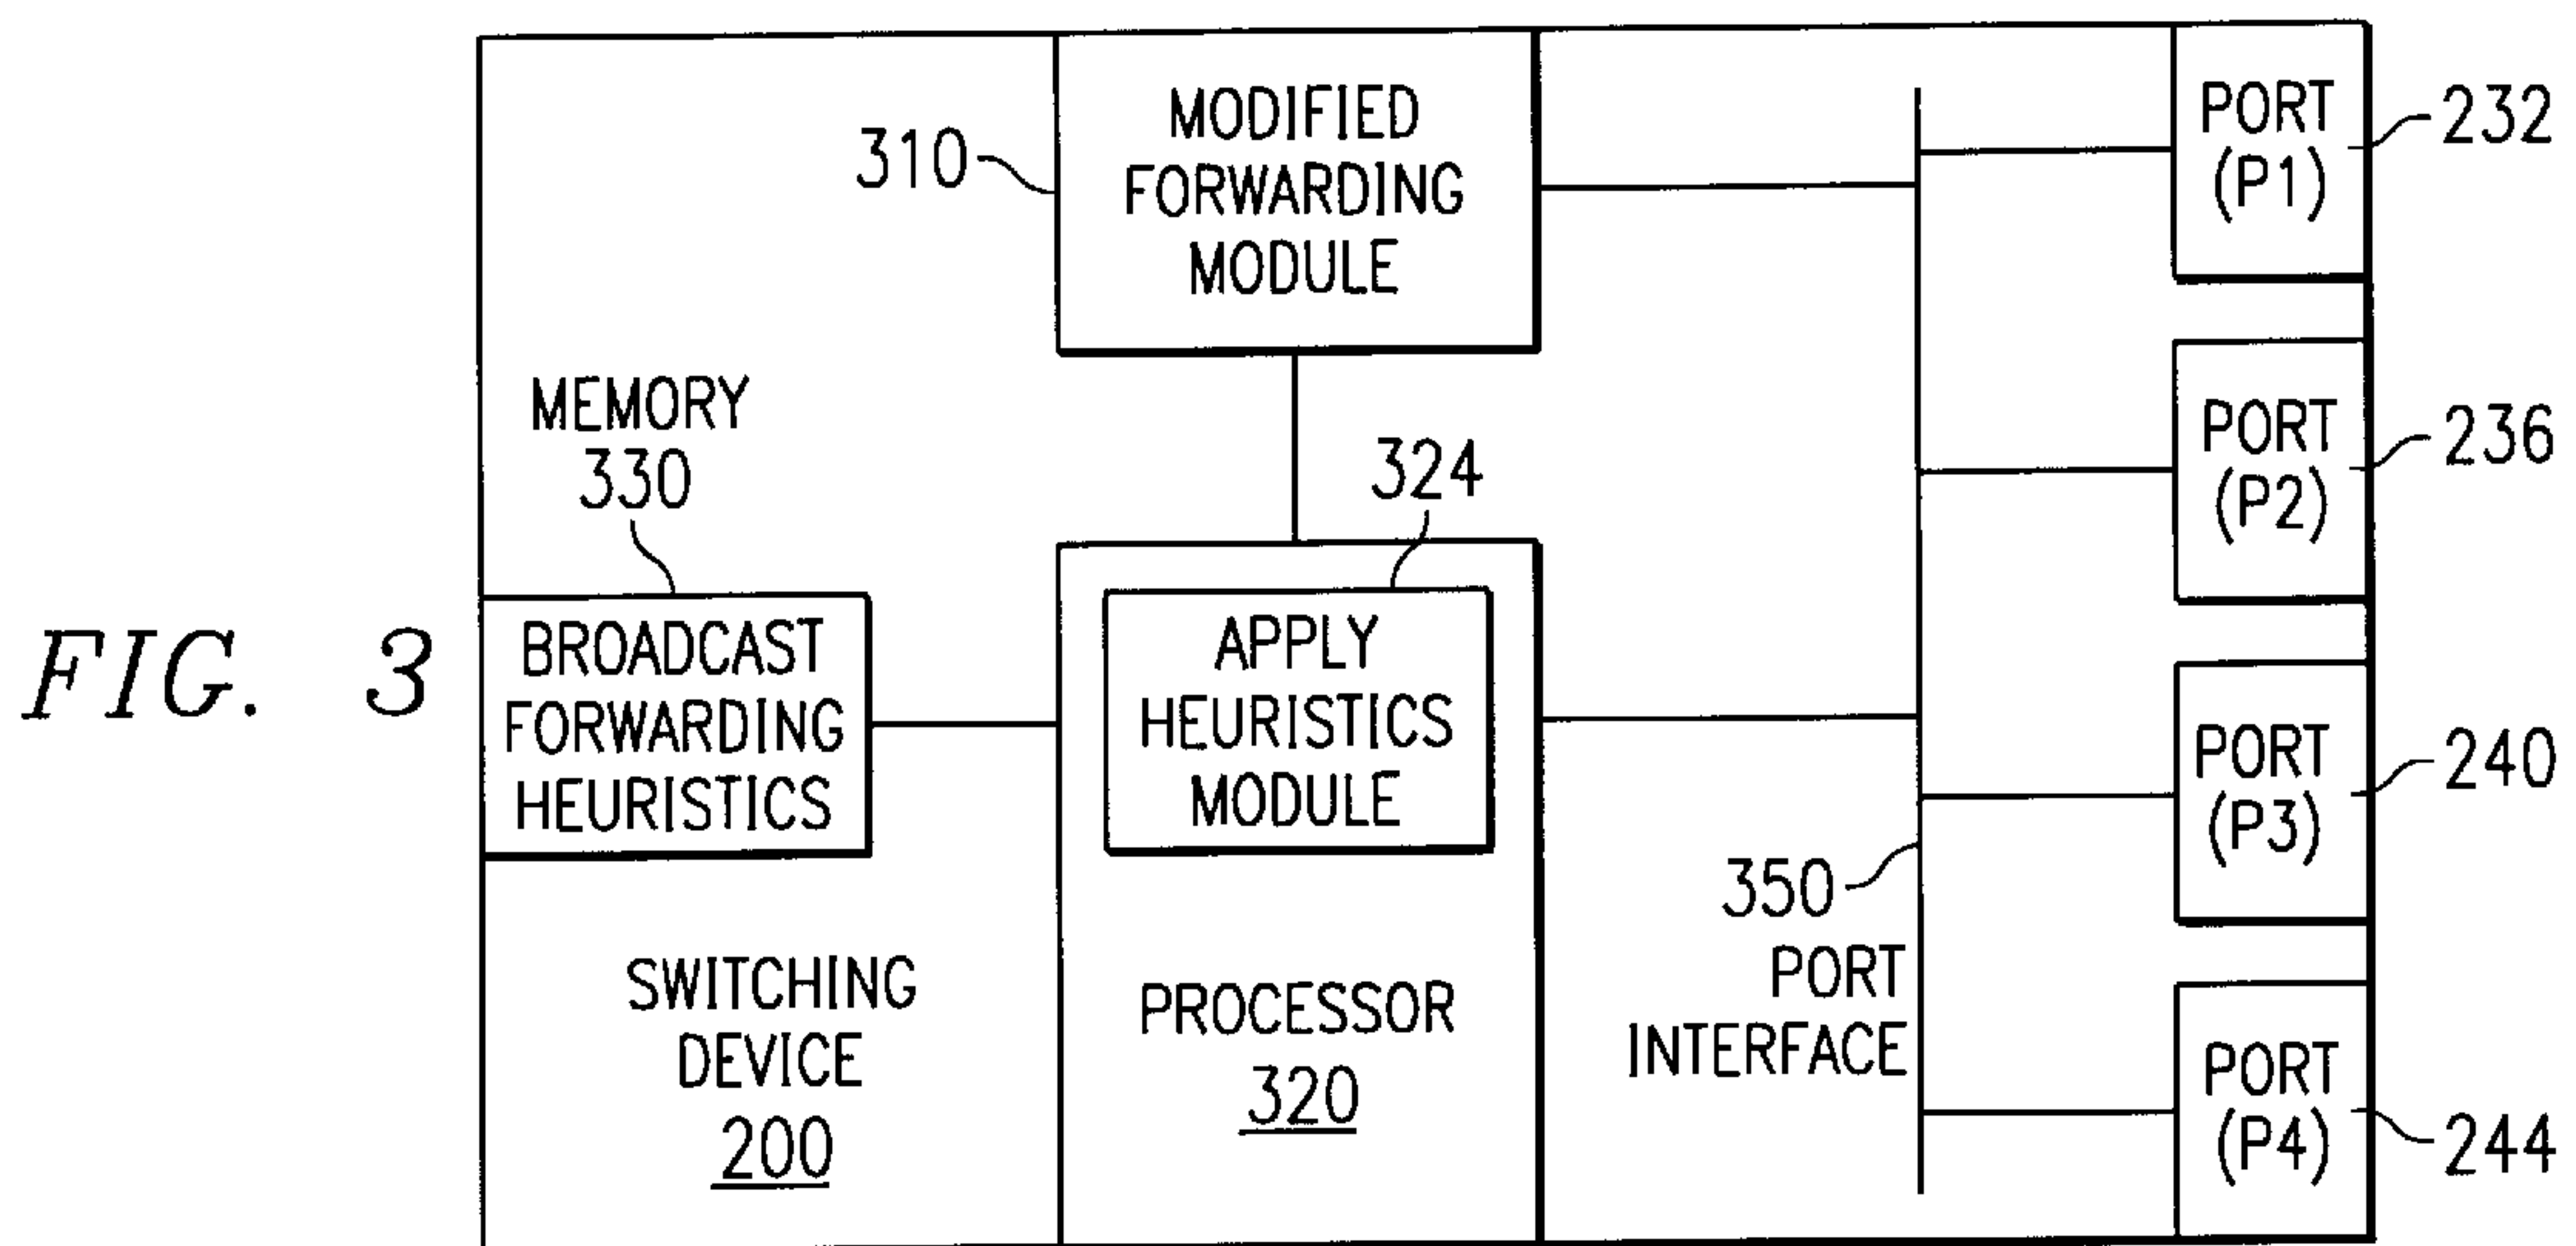 FIG. 3
310
MODIFIED
FORWARDING
MODULE
MEMORY
330
BROADCAST
FORWARDING
HEURISTICS
SWITCHING
DEVICE
200
324
APPLY
HEURISTICS
MODULE
PROCESSOR
320
350
PORT
INTERFACE
PORT
(P1)
232
PORT
(P2)
236
PORT
(P3)
240
PORT
(P4)
244